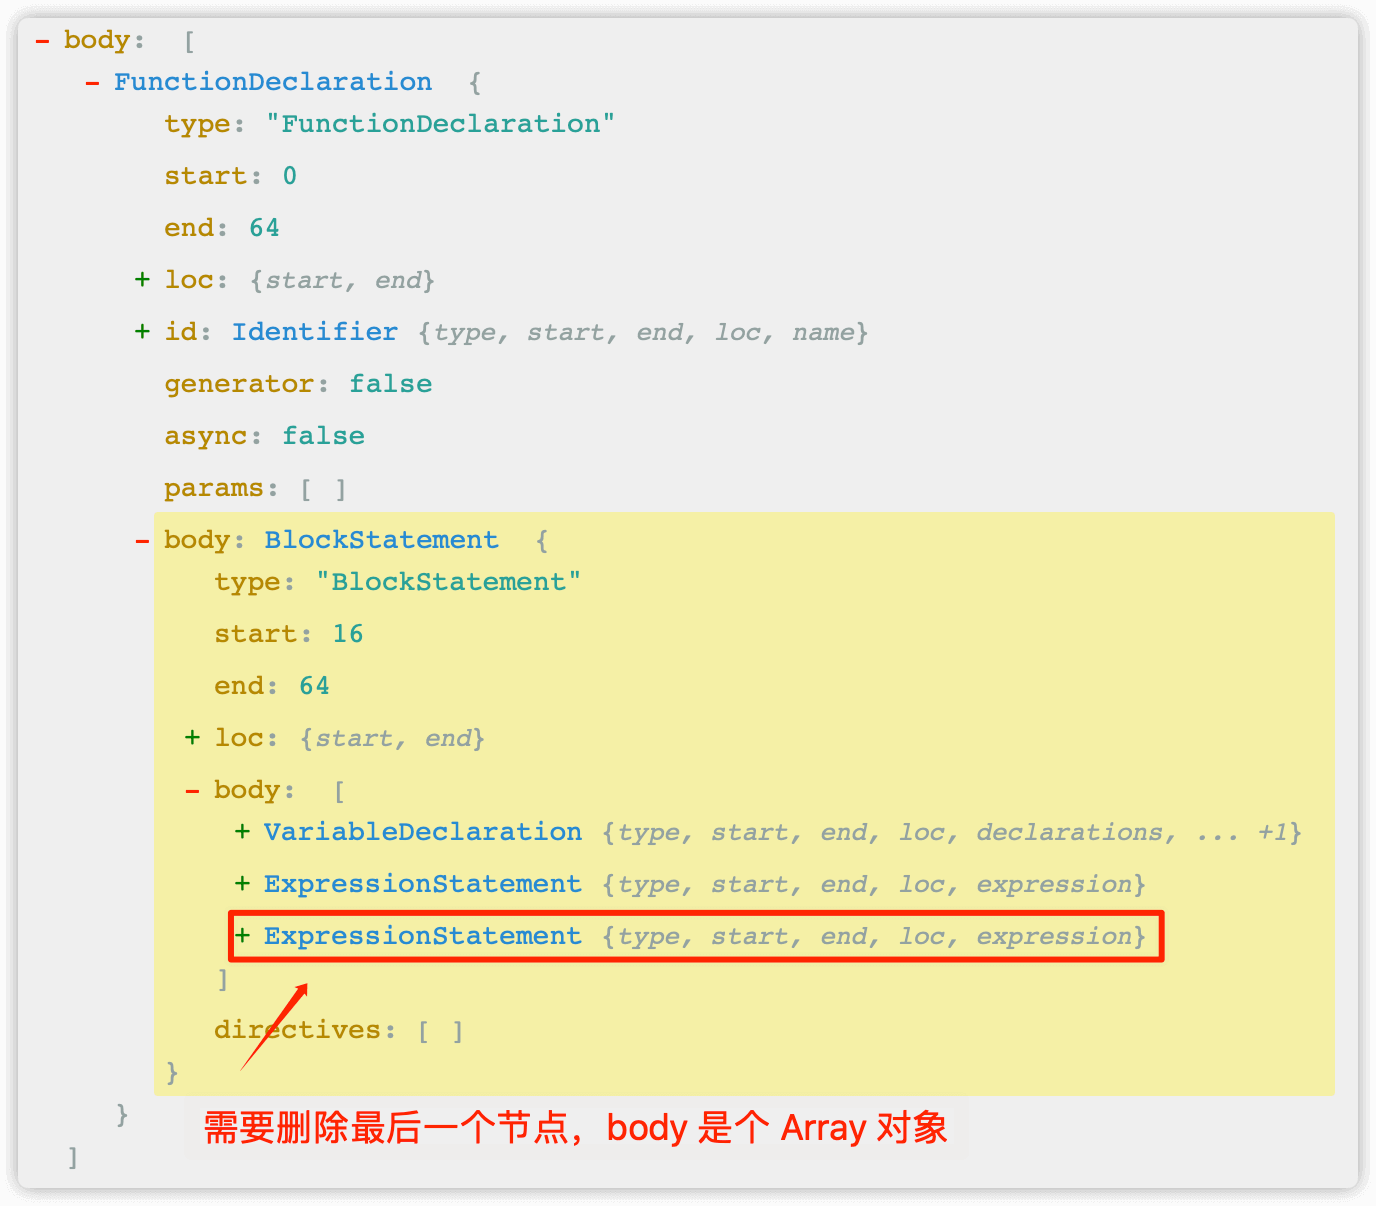 - body: [
- FunctionDeclaration {
type: "FunctionDeclaration"
start: 0
end: 64
+ loc: {start, end}
+ id: Identifier {type, start, end, loc, name}
generator: false
async: false
params: [ ]
- body: BlockStatement {
type: "BlockStatement"
start: 16
end: 64
+ loc: {start, end}
- body: [
+ VariableDeclaration {type, start, end, loc, declarations, ... +1}
+ ExpressionStatement {type, start, end, loc, expression}
+ ExpressionStatement {type, start, end, loc, expression}
]
directives: [ ]
}
}
需要删除最后一个节点，body 是个 Array 对象
]